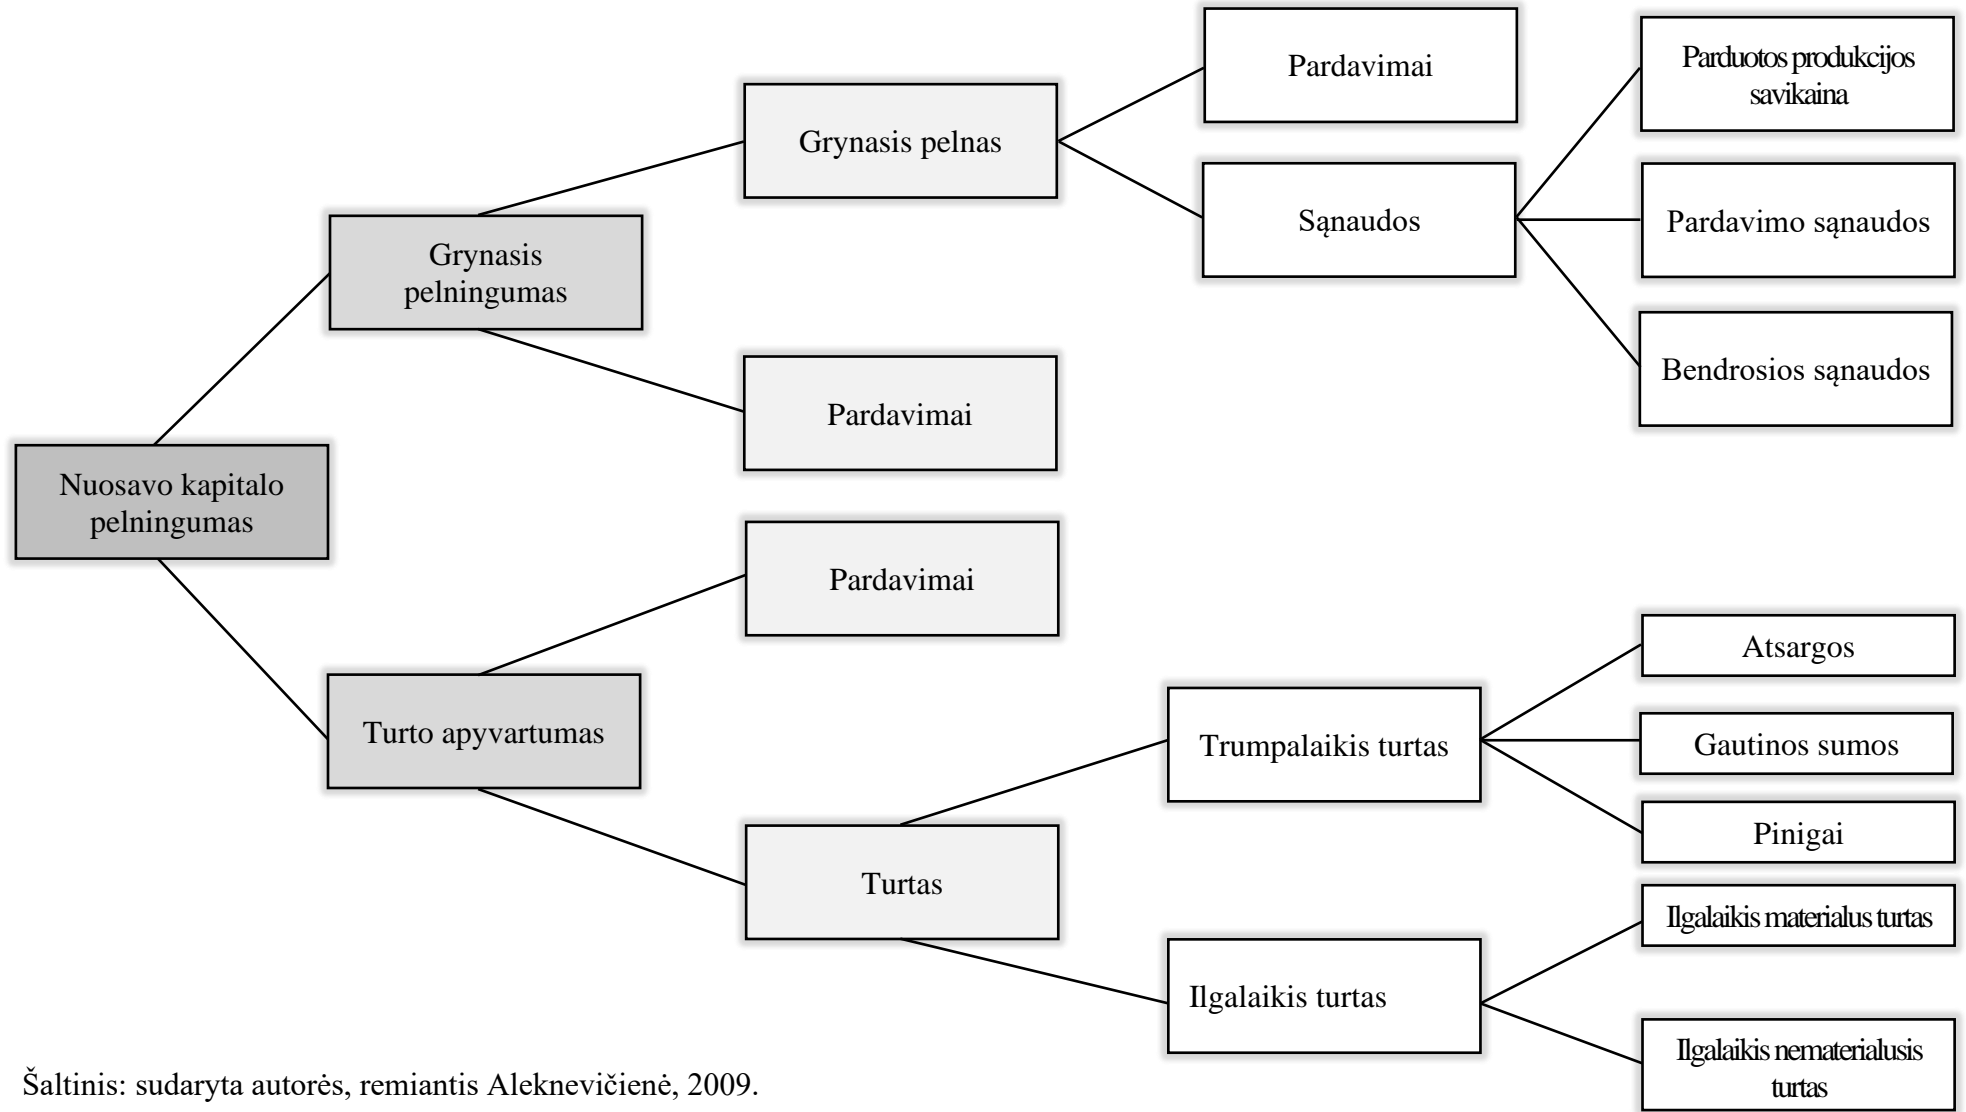 Pardavimai
Parduotos produkcijos
savikaina
Grynasis pelnas
Sąnaudos
Pardavimo sąnaudos
Grynasis
pelningumas
Bendrosios sąnaudos
Pardavimai
Nuosavo kapitalo
pelningumas
Pardavimai
Atsargos
Turto apyvartumas
Trumpalaikis turtas
Gautinos sumos
Pinigai
Turtas
Ilgalaikis materialus turtas
Ilgalaikis turtas
Ilgalaikis nematerialusis
turtas
Šaltinis: sudaryta autorės, remiantis Aleknevičienė, 2009.